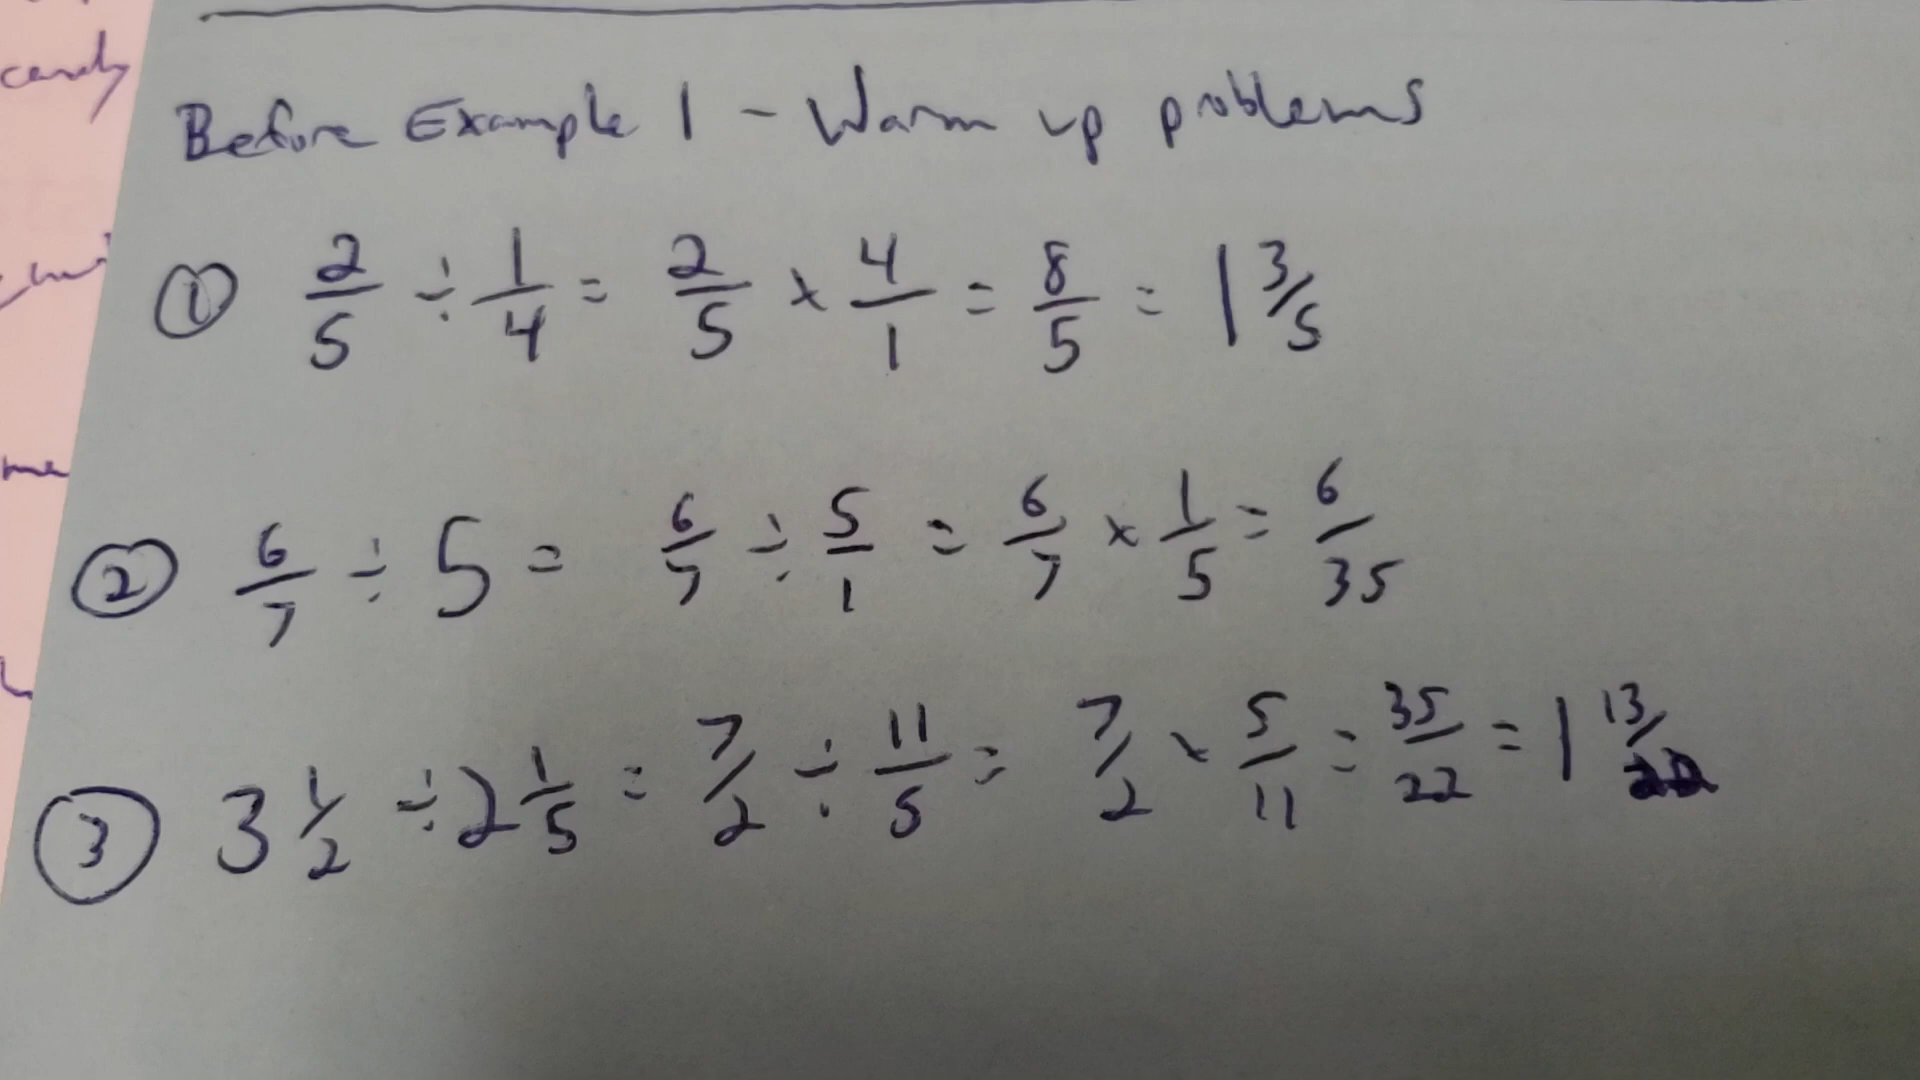 candy
me
Before Example 1 - Warm up problems
① 2/5 ÷ 1/4 = 2/5 × 4/1 = 8/5 = 1 3/5
② 6/7 ÷ 5 = 6/7 ÷ 5/1 = 6/7 × 1/5 = 6/35
③ 3 1/2 ÷ 2 1/5 = 7/2 ÷ 11/5 = 7/2 × 5/11 = 35/22 = 1 13/22